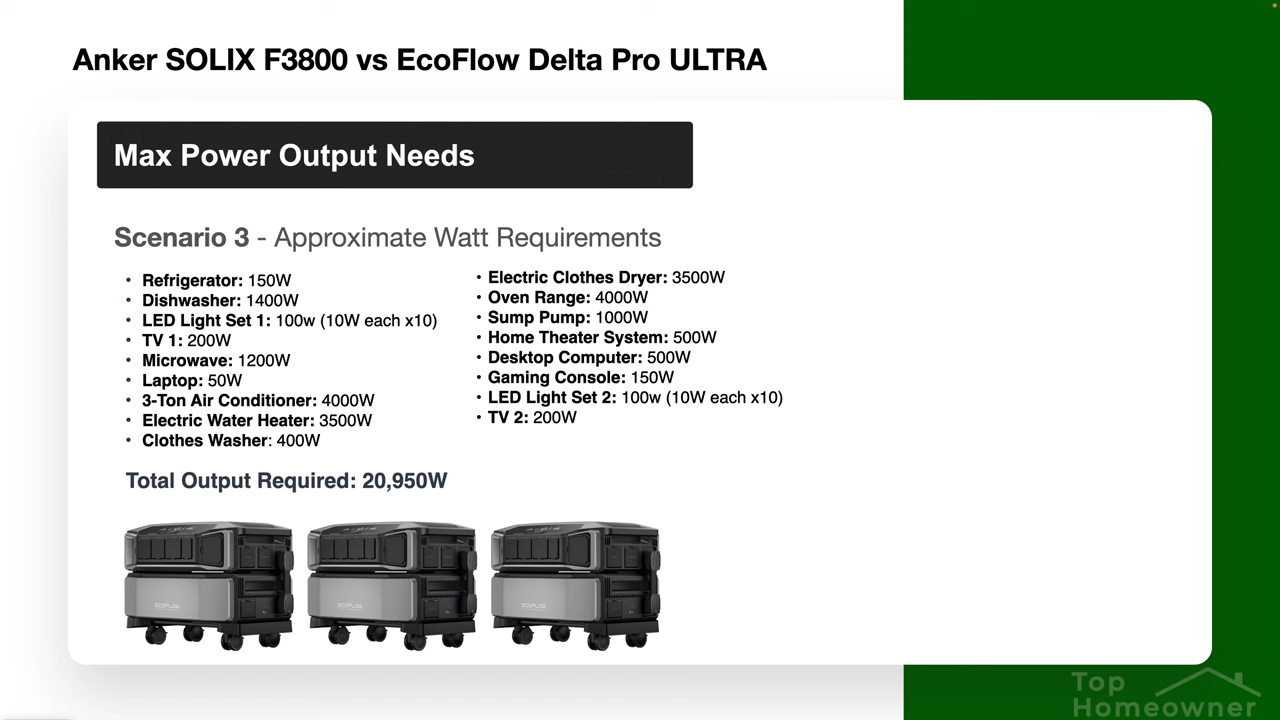 Anker SOLIX F3800 vs EcoFlow Delta Pro ULTRA
Max Power Output Needs
Scenario 3 - Approximate Watt Requirements
• Refrigerator: 150W
• Dishwasher: 1400W
• LED Light Set 1: 100w (10W each x10)
• TV 1: 200W
• Microwave: 1200W
• Laptop: 50W
• 3-Ton Air Conditioner: 4000W
• Electric Water Heater: 3500W
• Clothes Washer: 400W
• Electric Clothes Dryer: 3500W
• Oven Range: 4000W
• Sump Pump: 1000W
• Home Theater System: 500W
• Desktop Computer: 500W
• Gaming Console: 150W
• LED Light Set 2: 100w (10W each x10)
• TV 2: 200W
Total Output Required: 20,950W
ECOFLOW
ECOFLOW
ECOFLOW
Top
Homeowner